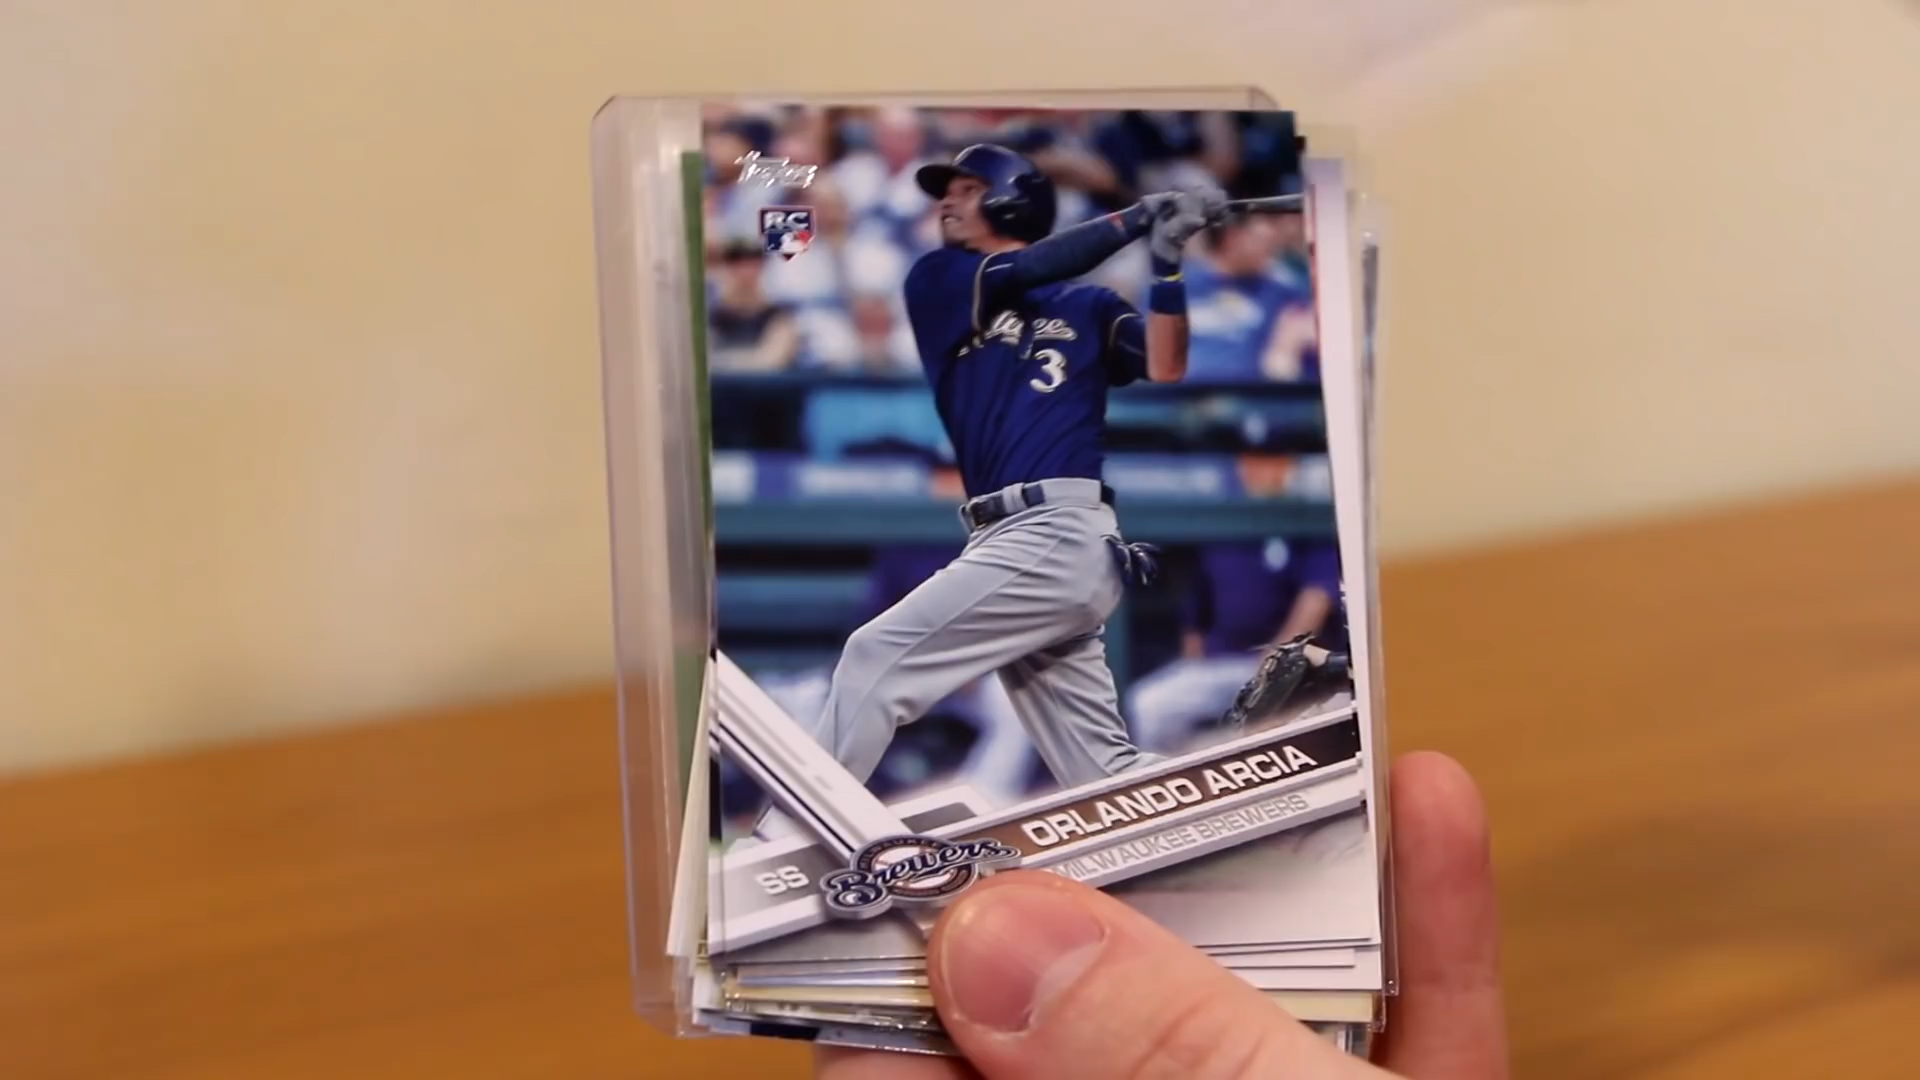 Topps
RC
3
ORLANDO ARCIA
MILWAUKEE BREWERS
SS
Brewers